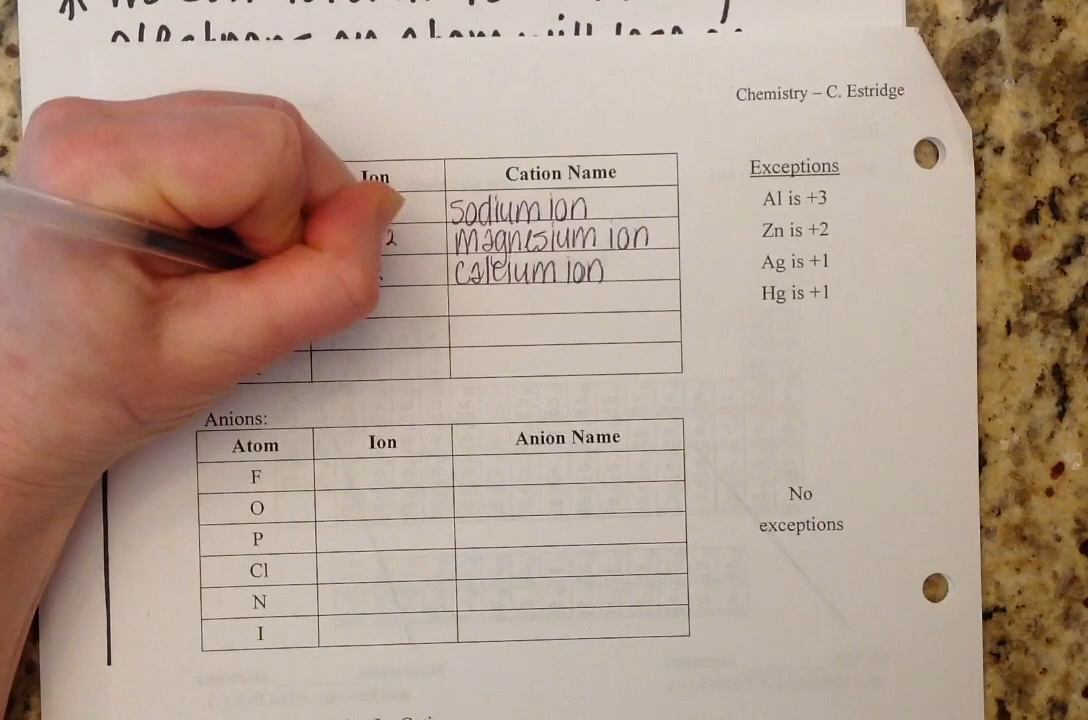 Chemistry – C. Estridge
Ion Cation Name
sodium ion
2 magnesium ion
calcium ion
Exceptions
Al is +3
Zn is +2
Ag is +1
Hg is +1
Anions:
Atom Ion Anion Name
F
O
P
Cl
N
I
No
exceptions